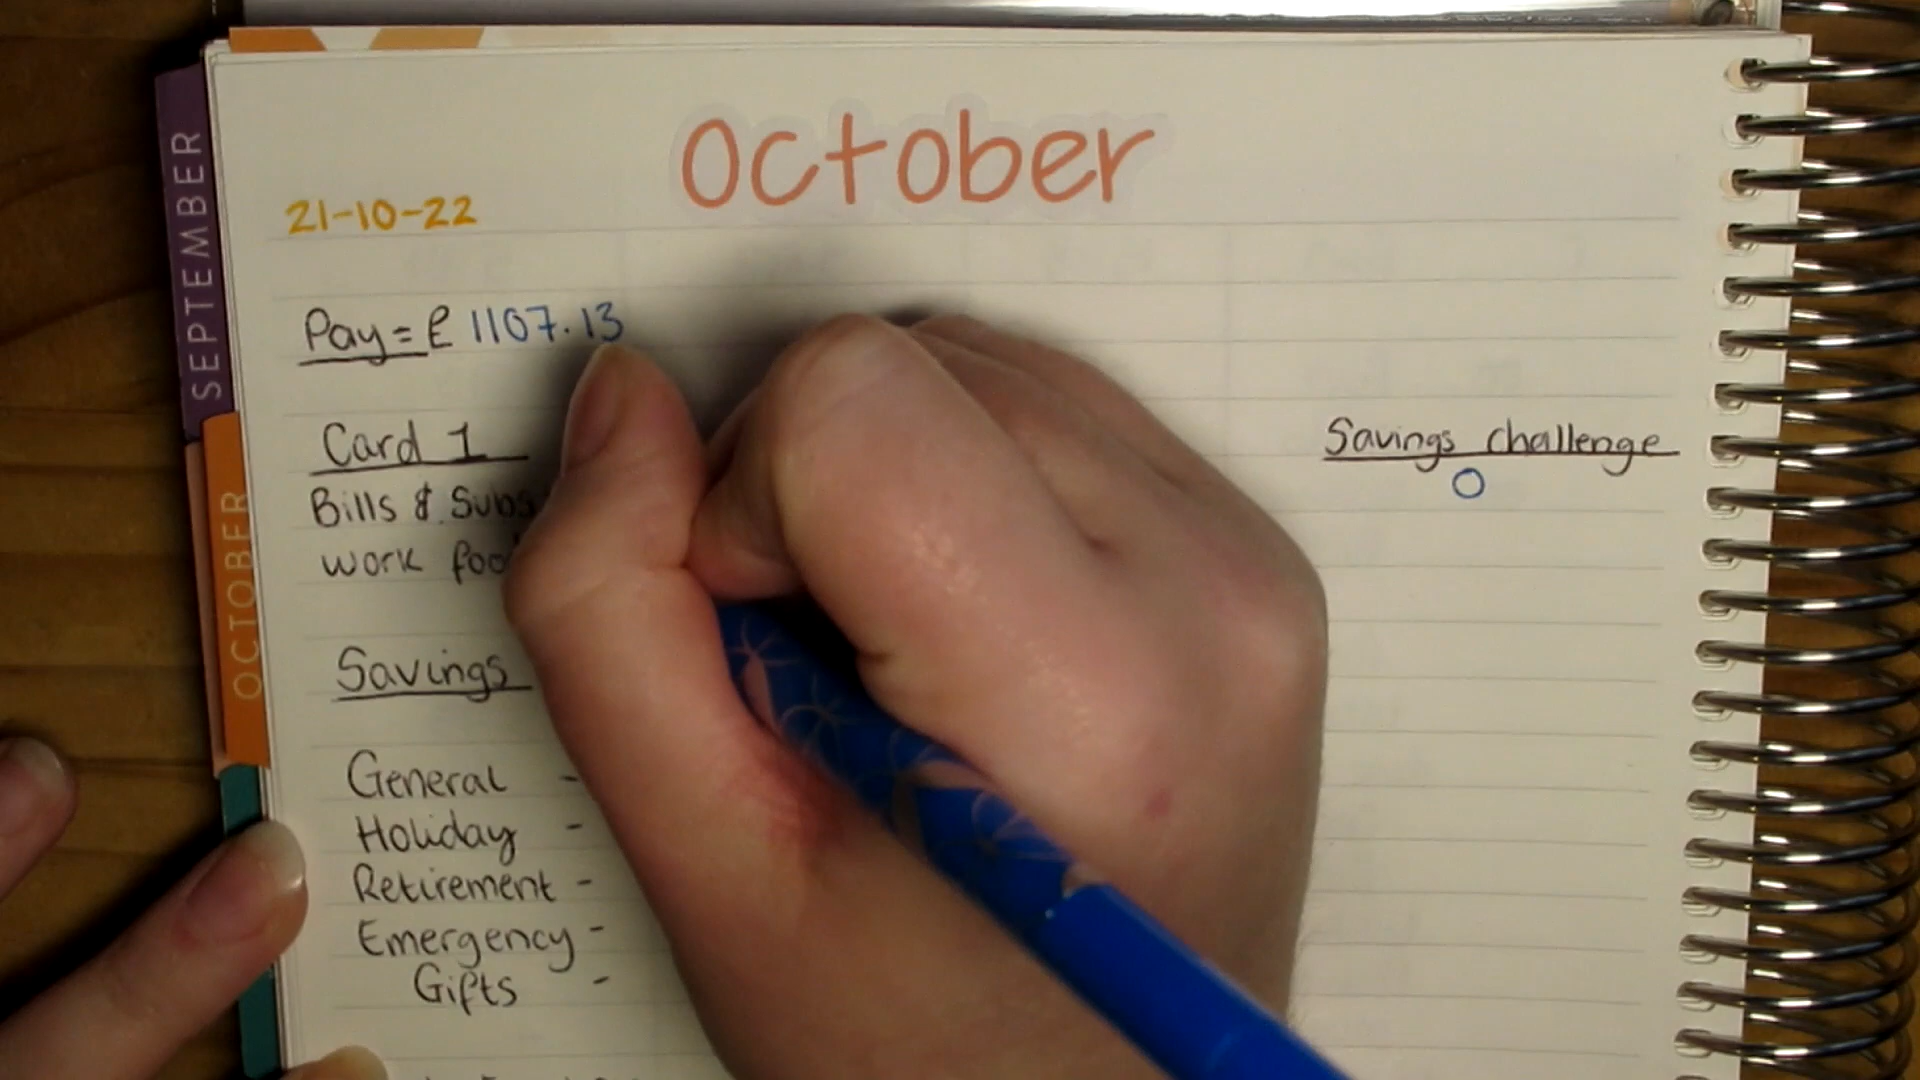 October
21-10-22
Pay = £ 1107.13
Card 1
Savings challenge
Bills & Subs
0
work food
Savings
General -
Holiday -
Retirement -
Emergency -
Gifts -
SEPTEMBER
OCTOBER